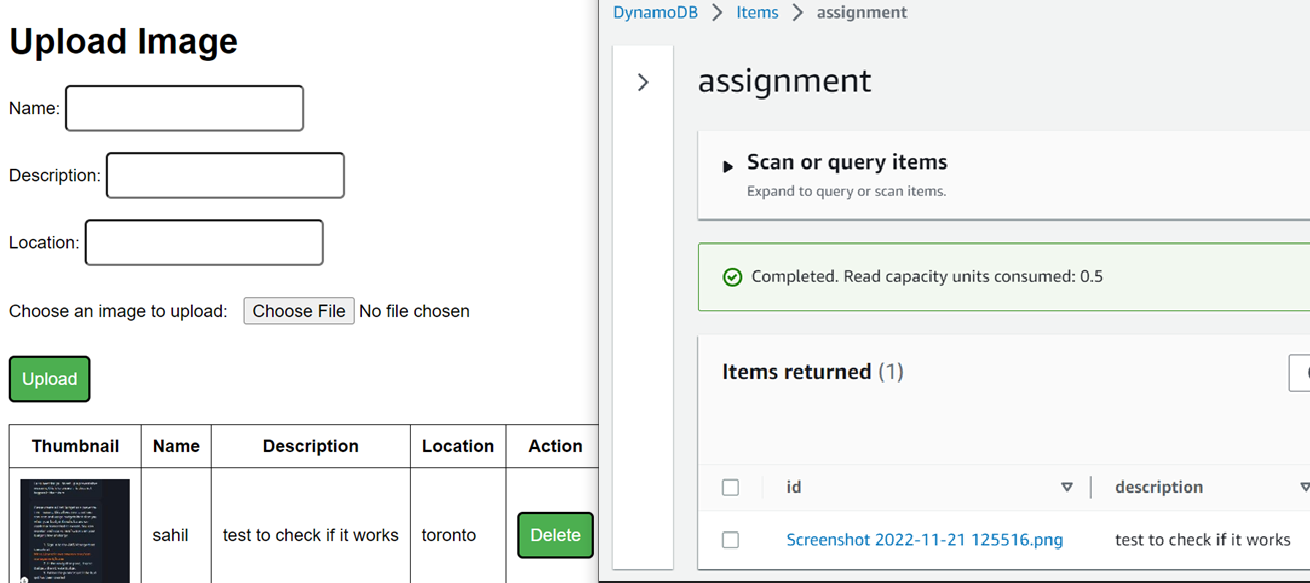 Upload Image
Name:
Description:
Location:
Choose an image to upload: Choose File No file chosen
Upload
Thumbnail Name Description Location Action
sahil test to check if it works toronto Delete
DynamoDB > Items > assignment
assignment
Scan or query items
Expand to query or scan items.
Completed. Read capacity units consumed: 0.5
Items returned (1)
id description
Screenshot 2022-11-21 125516.png test to check if it works